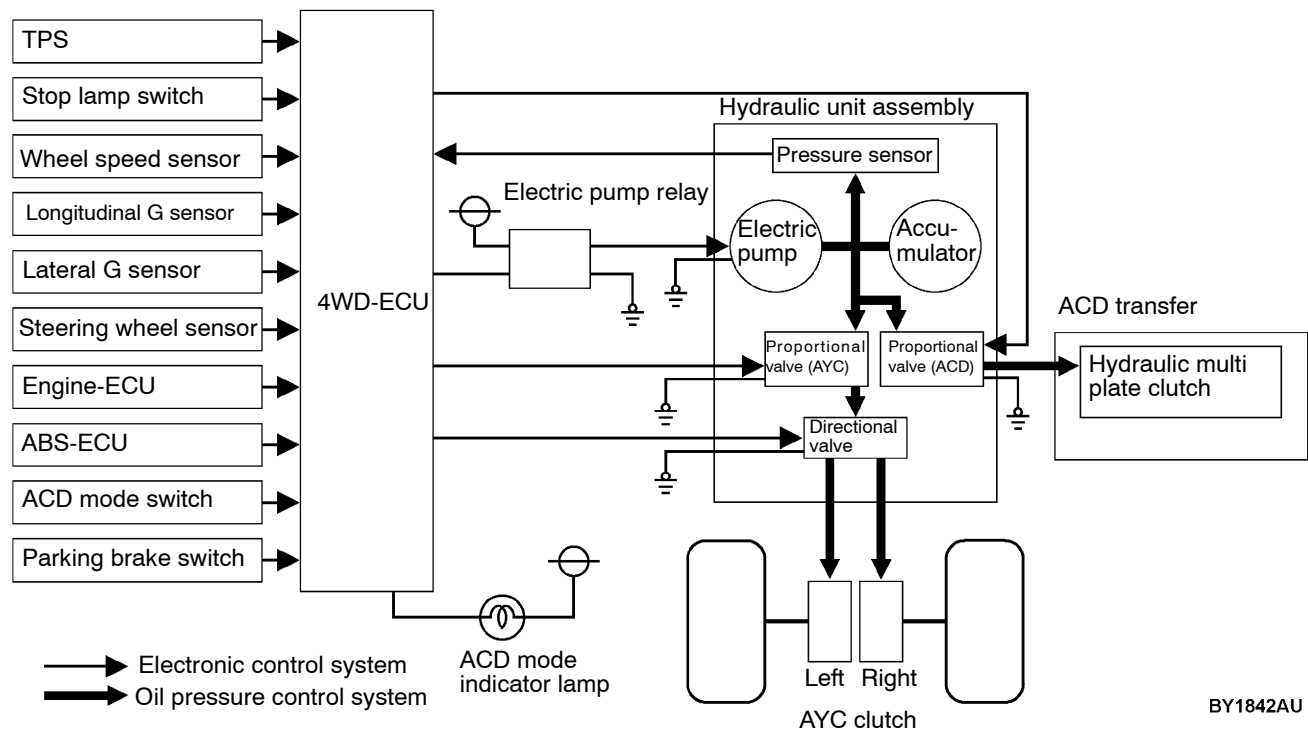 TPS
Stop lamp switch
Wheel speed sensor
Longitudinal G sensor
Lateral G sensor
Steering wheel sensor
Engine-ECU
ABS-ECU
ACD mode switch
Parking brake switch
4WD-ECU
Hydraulic unit assembly
Pressure sensor
Electric pump relay
Electric
pump
Accu-
mulator
Proportional
valve (AYC)
Proportional
valve (ACD)
Directional
valve
ACD transfer
Hydraulic multi
plate clutch
ACD mode
indicator lamp
Left
Right
AYC clutch
Electronic control system
Oil pressure control system
BY1842AU